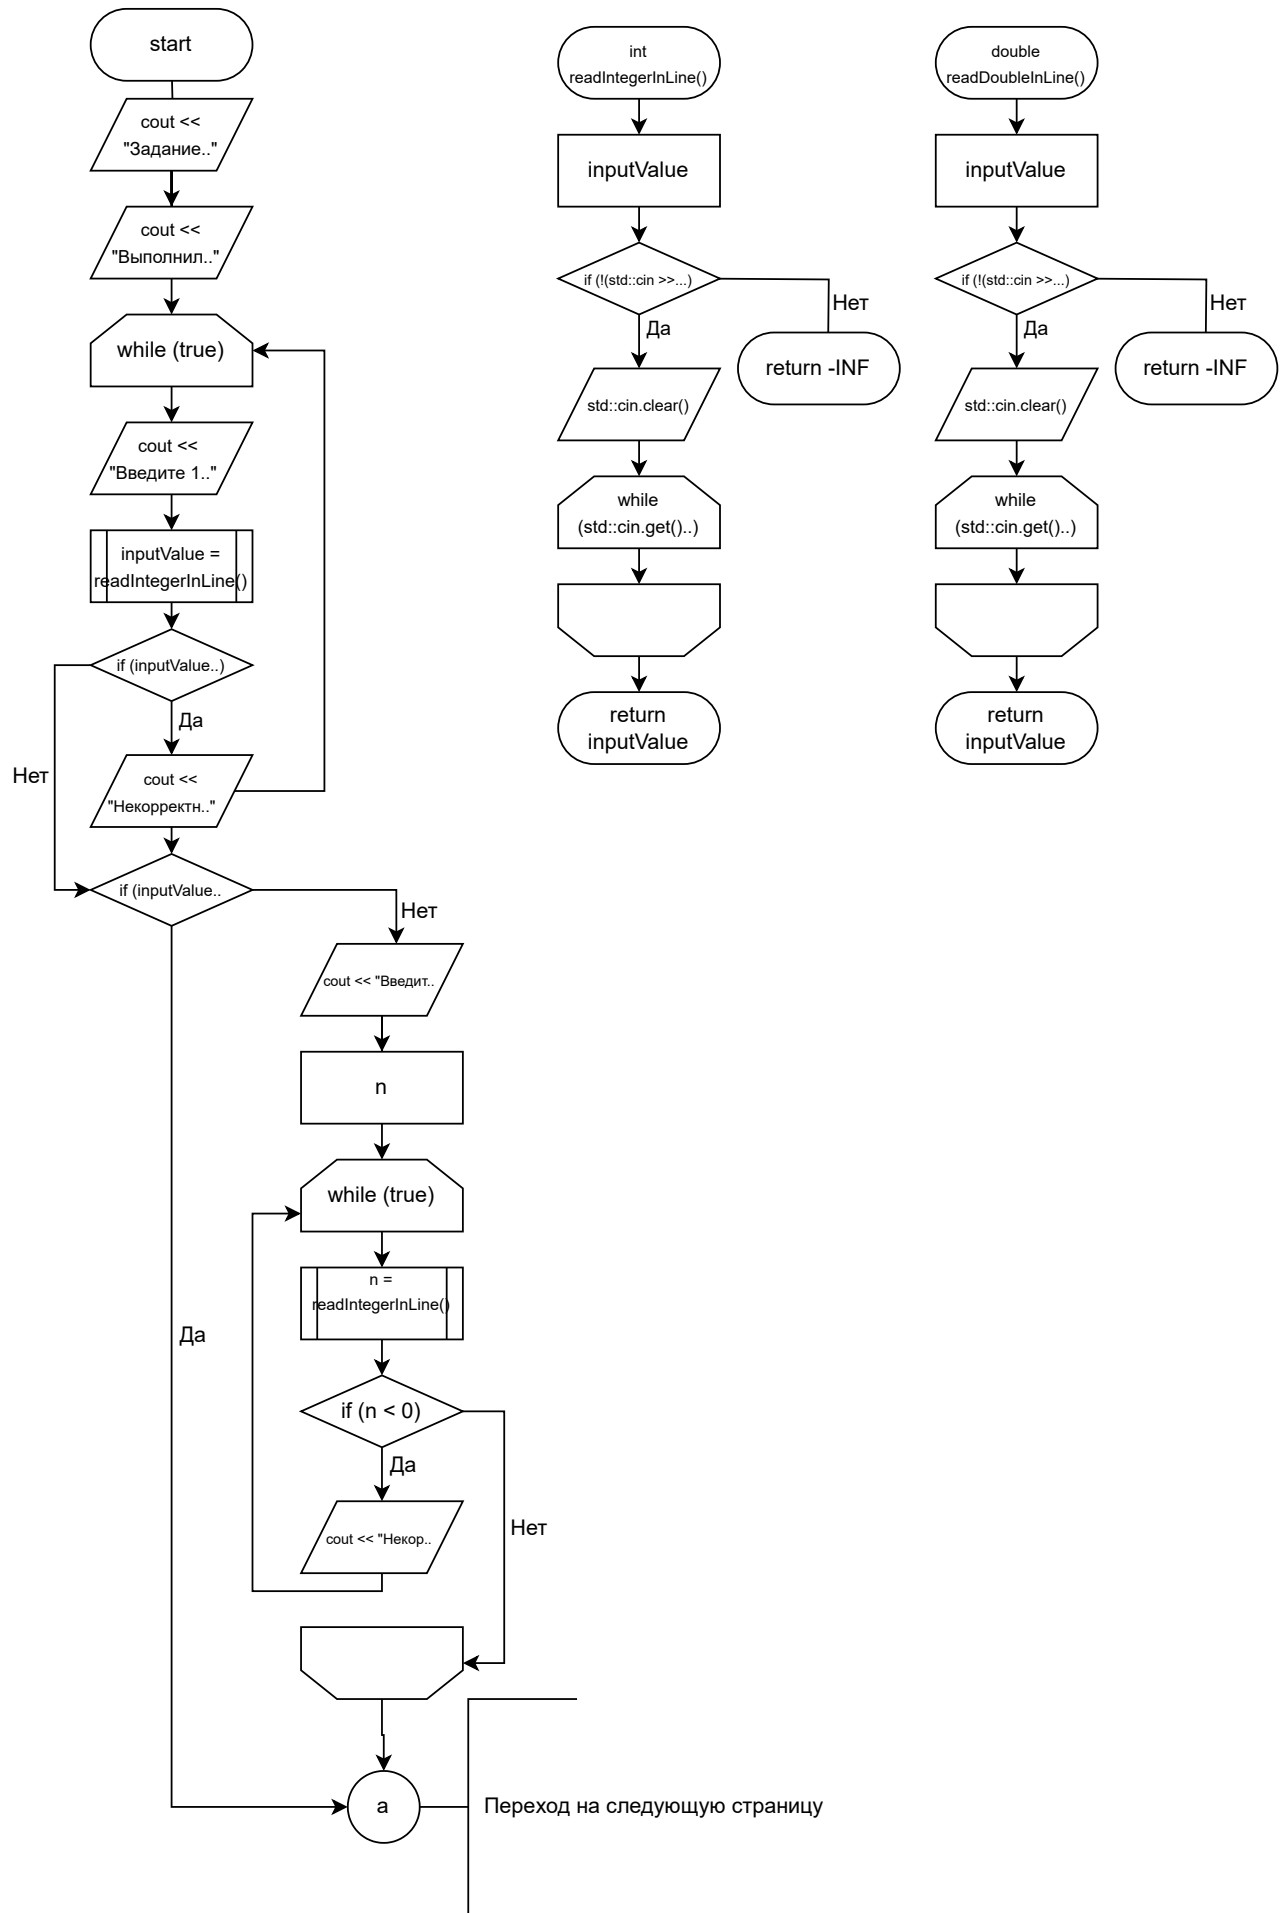 start
cout <<
"Задание.."
cout <<
"Выполнил.."
while (true)
cout <<
"Введите 1.."
inputValue =
readIntegerInLine()
if (inputValue..)
Да
Нет
cout <<
"Некорректн.."
if (inputValue..
Нет
Да
cout << "Введит..
n
while (true)
n =
readIntegerInLine()
if (n < 0)
Да
Нет
cout << "Некор..
a
Переход на следующую страницу
int
readIntegerInLine()
inputValue
if (!(std::cin >>...)
Нет
Да
return -INF
std::cin.clear()
while
(std::cin.get()..)
return
inputValue
double
readDoubleInLine()
inputValue
if (!(std::cin >>...)
Нет
Да
return -INF
std::cin.clear()
while
(std::cin.get()..)
return
inputValue